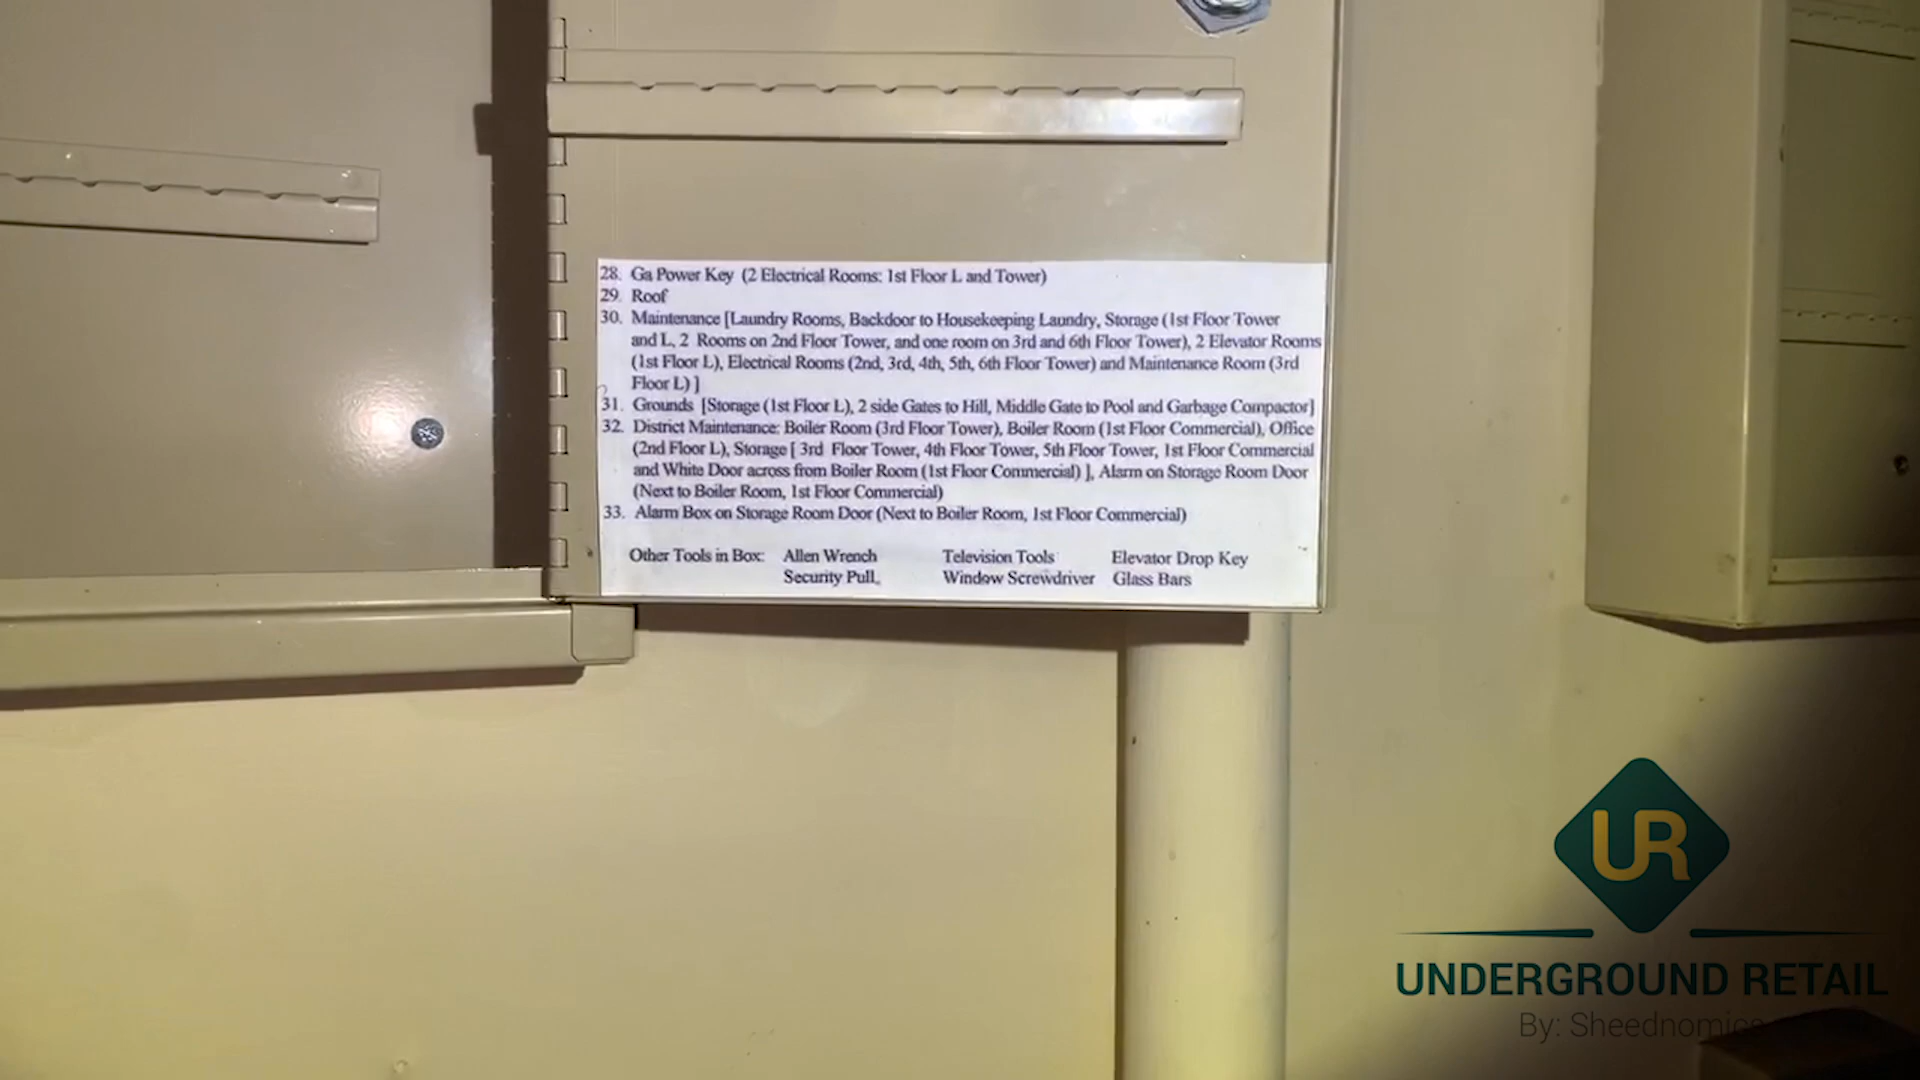 28. Ga Power Key (2 Electrical Rooms: 1st Floor L and Tower)
29. Roof
30. Maintenance [Laundry Rooms, Backdoor to Housekeeping Laundry, Storage (1st Floor Tower
and L, 2 Rooms on 2nd Floor Tower, and one room on 3rd and 6th Floor Tower), 2 Elevator Rooms
(1st Floor L), Electrical Rooms (2nd, 3rd, 4th, 5th, 6th Floor Tower) and Maintenance Room (3rd
Floor L) ]
31. Grounds [Storage (1st Floor L), 2 side Gates to Hill, Middle Gate to Pool and Garbage Compactor]
32. District Maintenance: Boiler Room (3rd Floor Tower), Boiler Room (1st Floor Commercial), Office
(2nd Floor L), Storage [ 3rd Floor Tower, 4th Floor Tower, 5th Floor Tower, 1st Floor Commercial
and White Door across from Boiler Room (1st Floor Commercial) ], Alarm on Storage Room Door
(Next to Boiler Room, 1st Floor Commercial)
33. Alarm Box on Storage Room Door (Next to Boiler Room, 1st Floor Commercial)
Other Tools in Box: Allen Wrench Television Tools Elevator Drop Key
Security Pull Window Screwdriver Glass Bars
UR
UNDERGROUND RETAIL
By: Sheednomics